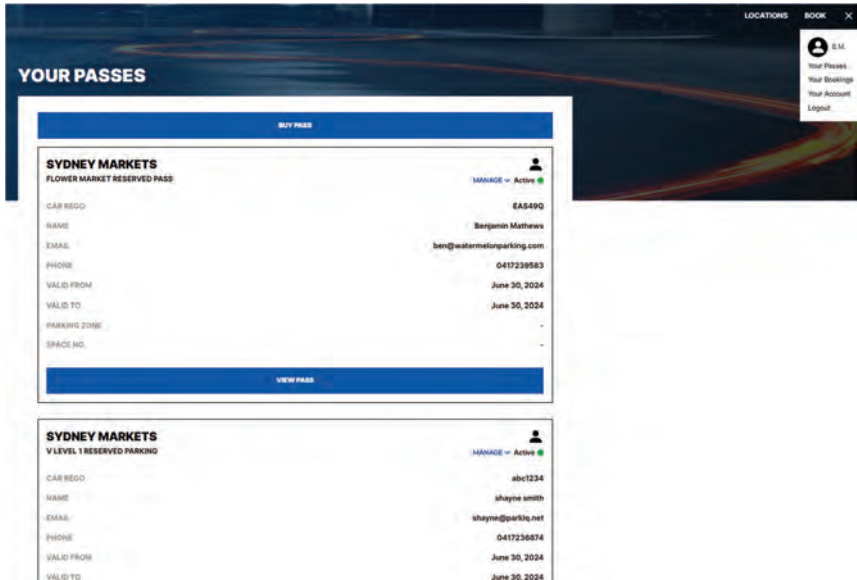 LOCATIONS BOOK ×
B.M.
Your Passes
Your Bookings
Your Account
Logout
YOUR PASSES
BUY PASS
SYDNEY MARKETS
FLOWER MARKET RESERVED PASS
MANAGE Active
CAR REGO EAS49Q
NAME Benjamin Mathews
EMAIL ben@watermelonparking.com
PHONE 0417239583
VALID FROM June 30, 2024
VALID TO June 30, 2024
PARKING ZONE -
SPACE NO. -
VIEW PASS
SYDNEY MARKETS
V LEVEL 1 RESERVED PARKING
MANAGE Active
CAR REGO abc1234
NAME shayne smith
EMAIL shayne@parkiq.net
PHONE 0417236874
VALID FROM June 30, 2024
VALID TO June 30, 2024